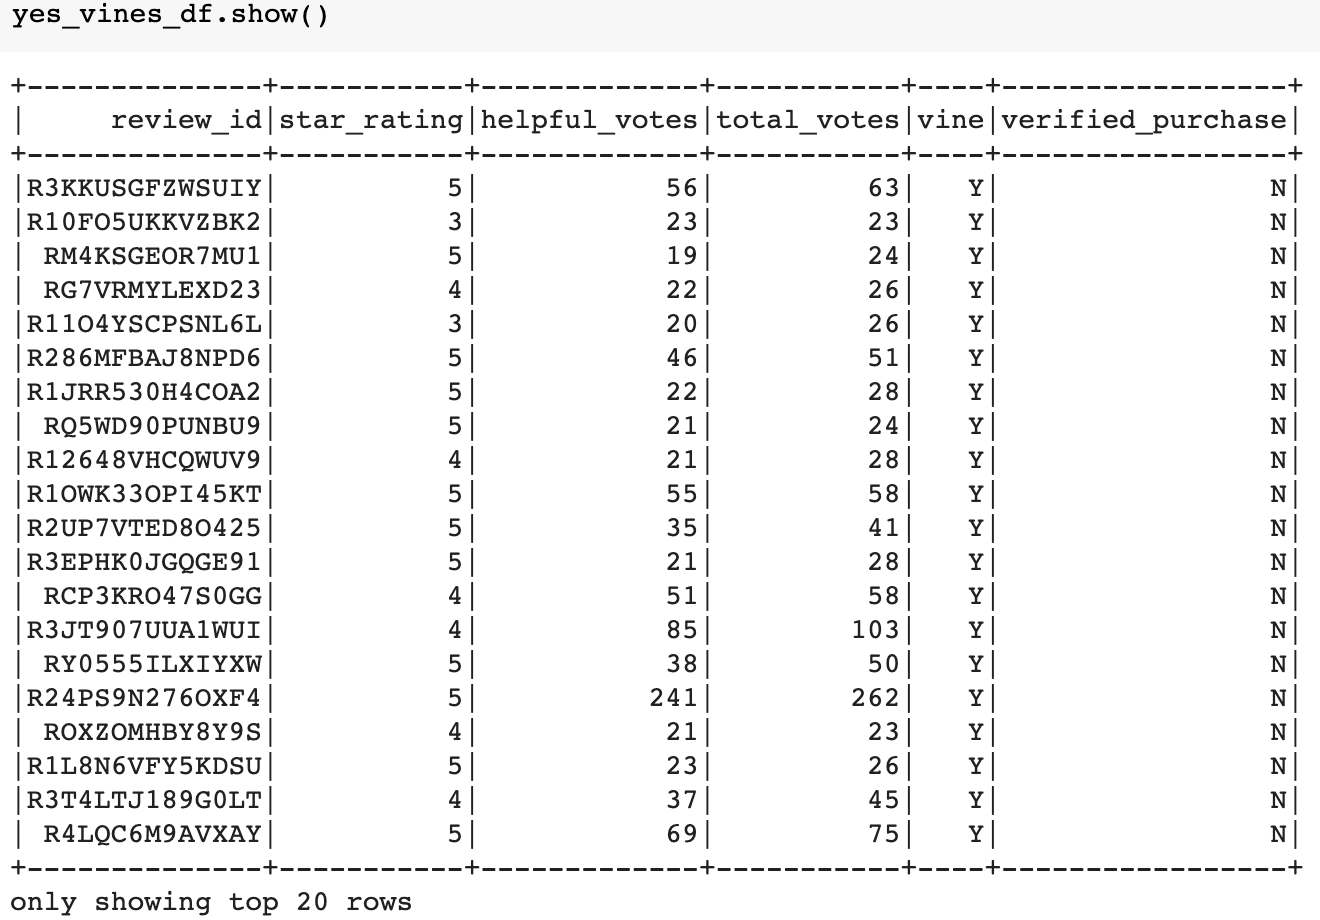 yes_vines_df.show()
+--------------+-----------+-------------+-----------+----+-----------------+
|     review_id|star_rating|helpful_votes|total_votes|vine|verified_purchase|
+--------------+-----------+-------------+-----------+----+-----------------+
|R3KKUSGFZWSUIY|          5|           56|         63|   Y|                N|
|R10FO5UKKVZBK2|          3|           23|         23|   Y|                N|
| RM4KSGEOR7MU1|          5|           19|         24|   Y|                N|
| RG7VRMYLEXD23|          4|           22|         26|   Y|                N|
|R11O4YSCPSNL6L|          3|           20|         26|   Y|                N|
|R286MFBAJ8NPD6|          5|           46|         51|   Y|                N|
|R1JRR530H4COA2|          5|           22|         28|   Y|                N|
| RQ5WD90PUNBU9|          5|           21|         24|   Y|                N|
|R12648VHCQWUV9|          4|           21|         28|   Y|                N|
|R1OWK33OPI45KT|          5|           55|         58|   Y|                N|
|R2UP7VTED8O425|          5|           35|         41|   Y|                N|
|R3EPHK0JGQGE91|          5|           21|         28|   Y|                N|
| RCP3KRO47S0GG|          4|           51|         58|   Y|                N|
|R3JT907UUA1WUI|          4|           85|        103|   Y|                N|
| RY0555ILXIYXW|          5|           38|         50|   Y|                N|
|R24PS9N276OXF4|          5|          241|        262|   Y|                N|
| ROXZOMHBY8Y9S|          4|           21|         23|   Y|                N|
|R1L8N6VFY5KDSU|          5|           23|         26|   Y|                N|
|R3T4LTJ189G0LT|          4|           37|         45|   Y|                N|
| R4LQC6M9AVXAY|          5|           69|         75|   Y|                N|
+--------------+-----------+-------------+-----------+----+-----------------+
only showing top 20 rows